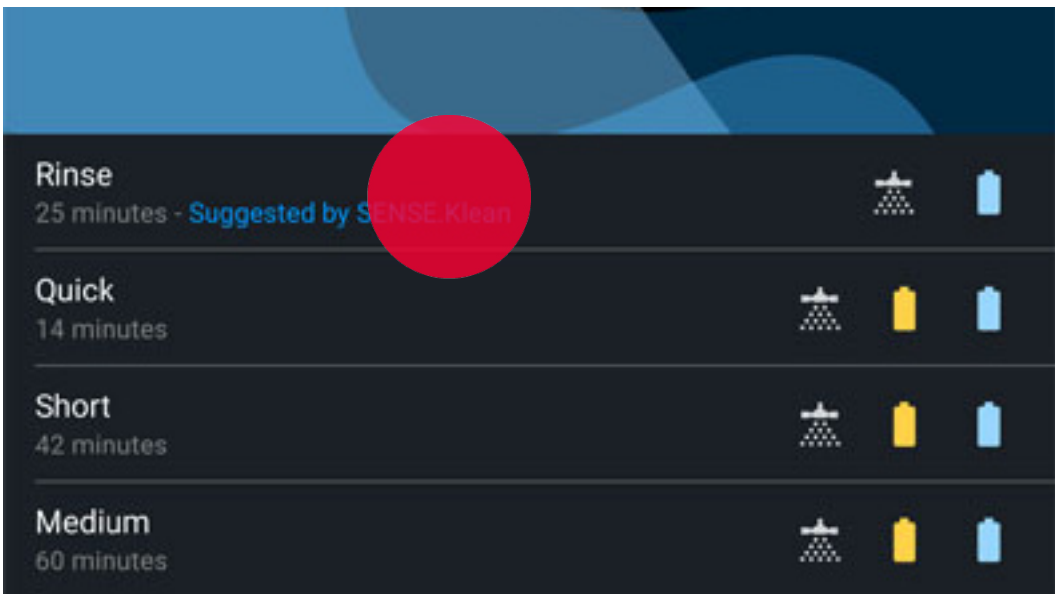 Rinse
25 minutes - Suggested by SENSE.Klean
Quick
14 minutes
Short
42 minutes
Medium
60 minutes